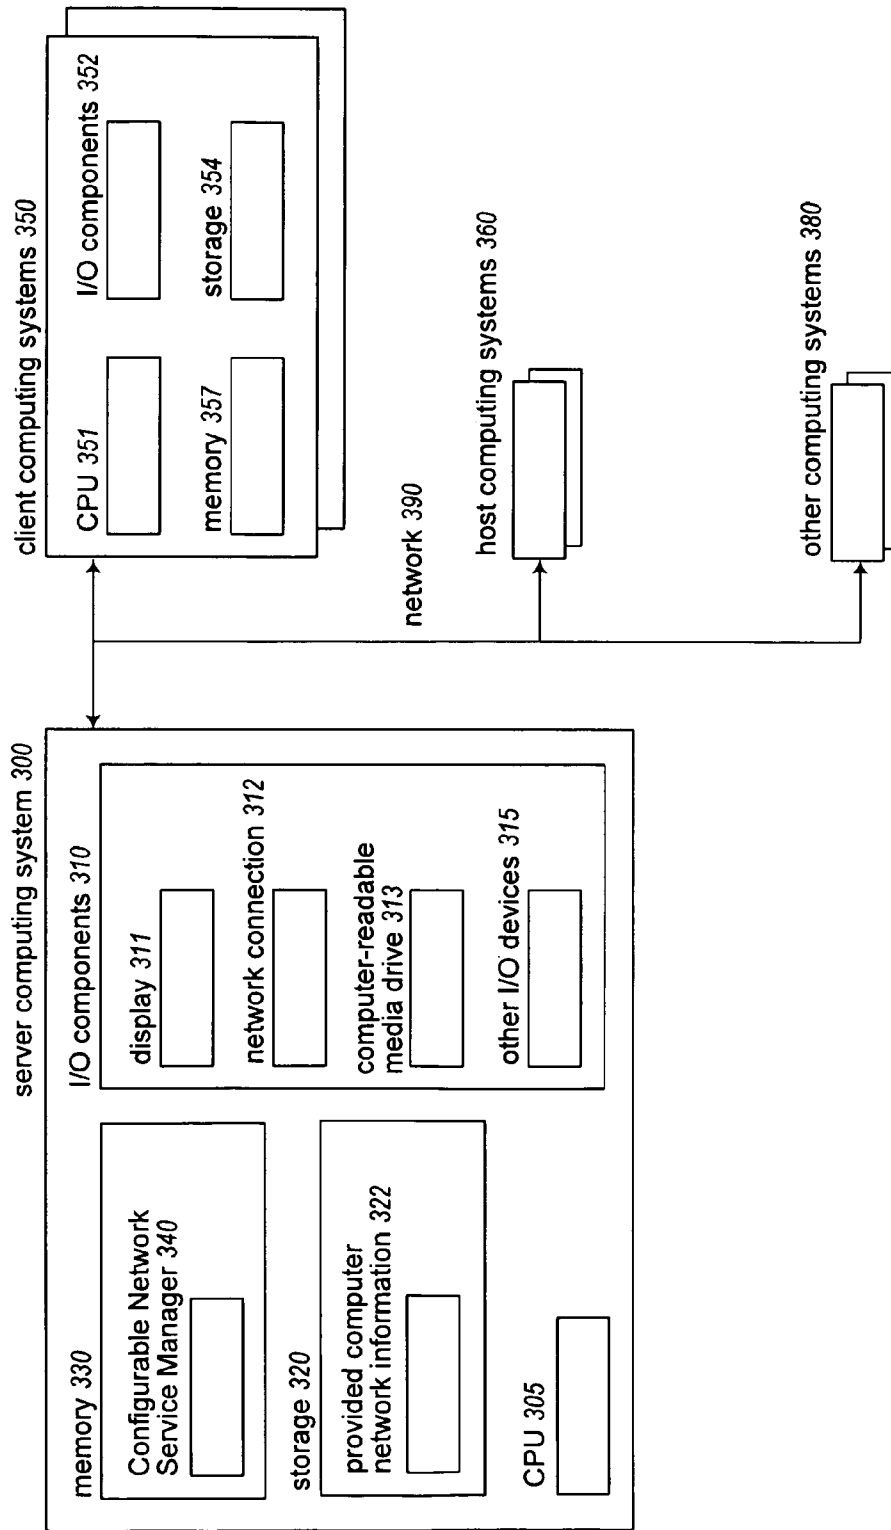 server computing system 300
memory 330
Configurable Network
Service Manager 340
storage 320
provided computer
network information 322
CPU 305
I/O components 310
display 311
network connection 312
computer-readable
media drive 313
other I/O devices 315
network 390
client computing systems 350
CPU 351
I/O components 352
memory 357
storage 354
host computing systems 360
other computing systems 380